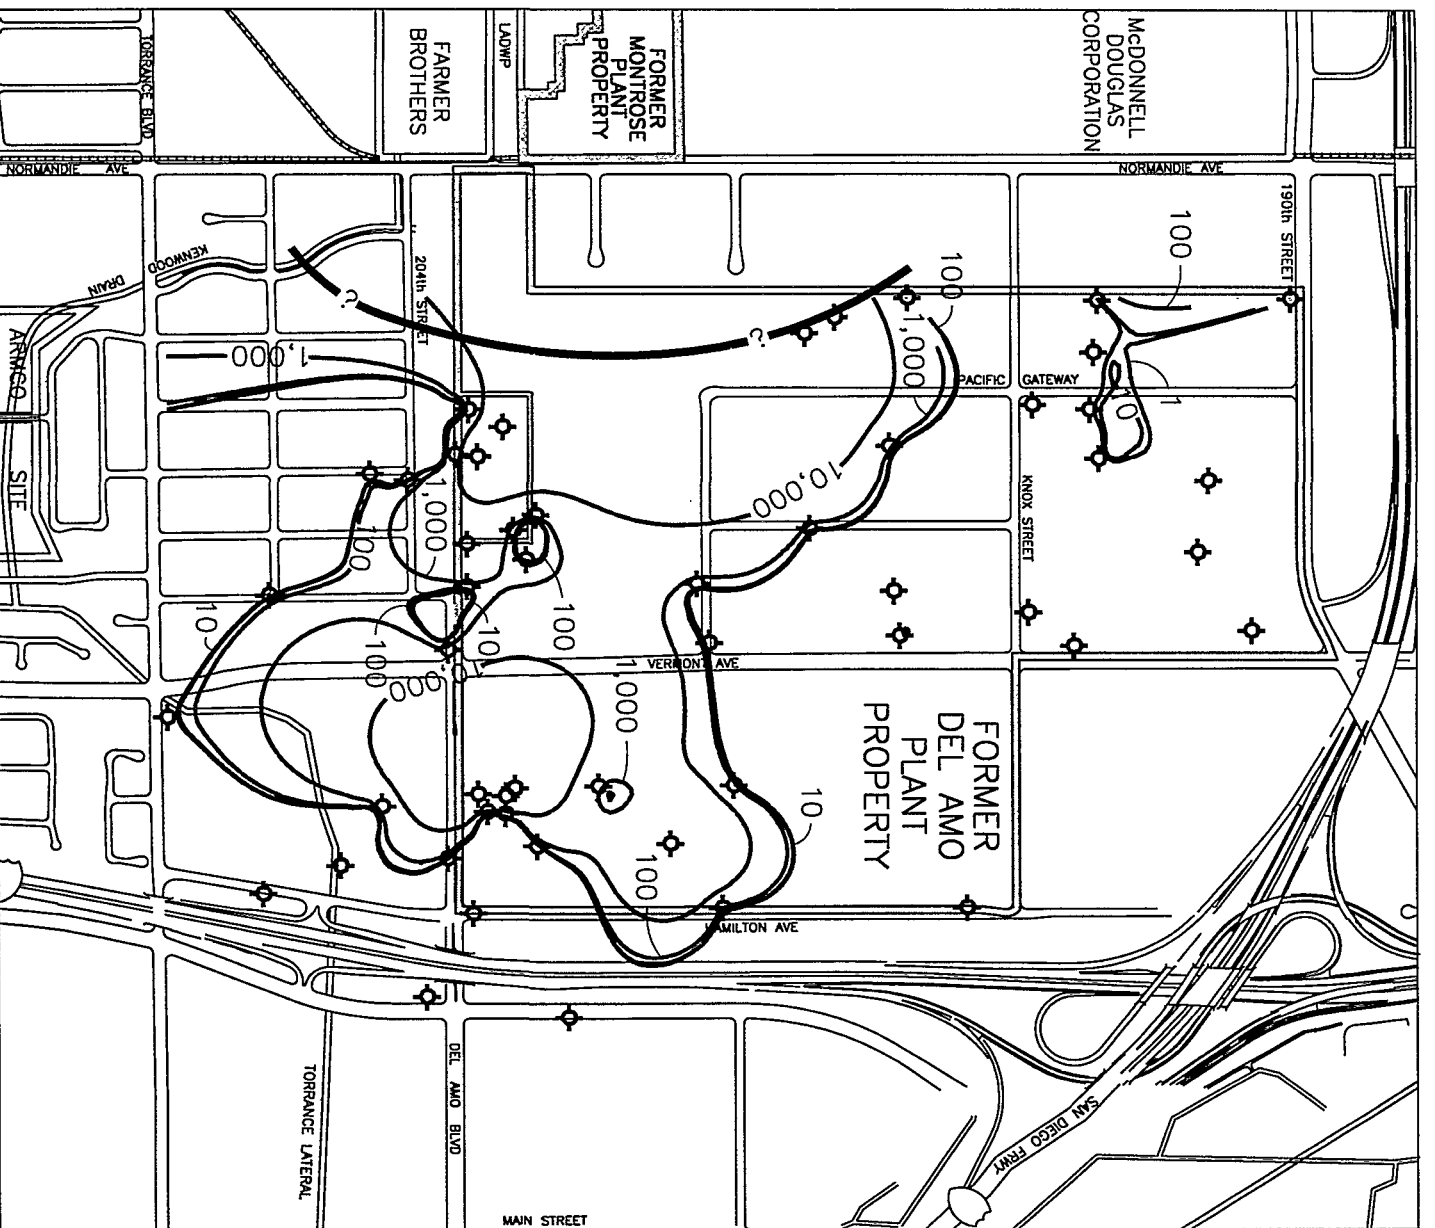 McDONNELL
DOUGLAS
CORPORATION
FORMER
MONTROSE
PLANT
PROPERTY
LADWP
FARMER
BROTHERS
TORRANCE BLVD
NORMANDIE AVE
NORMANDIE AVE
190th STREET
100
100
1,000
PACIFIC GATEWAY
1
10
KENWOOD
DRAIN
204th STREET
?
?
1,000
ARMCO
SITE
10,000
KNOX STREET
1,000
100
10
100
10
100
VERMONT AVE
1,000
FORMER
DEL AMO
PLANT
PROPERTY
10
100
HAMILTON AVE
DEL AMO BLVD
TORRANCE LATERAL
SAN DIEGO FRWY
MAIN STREET